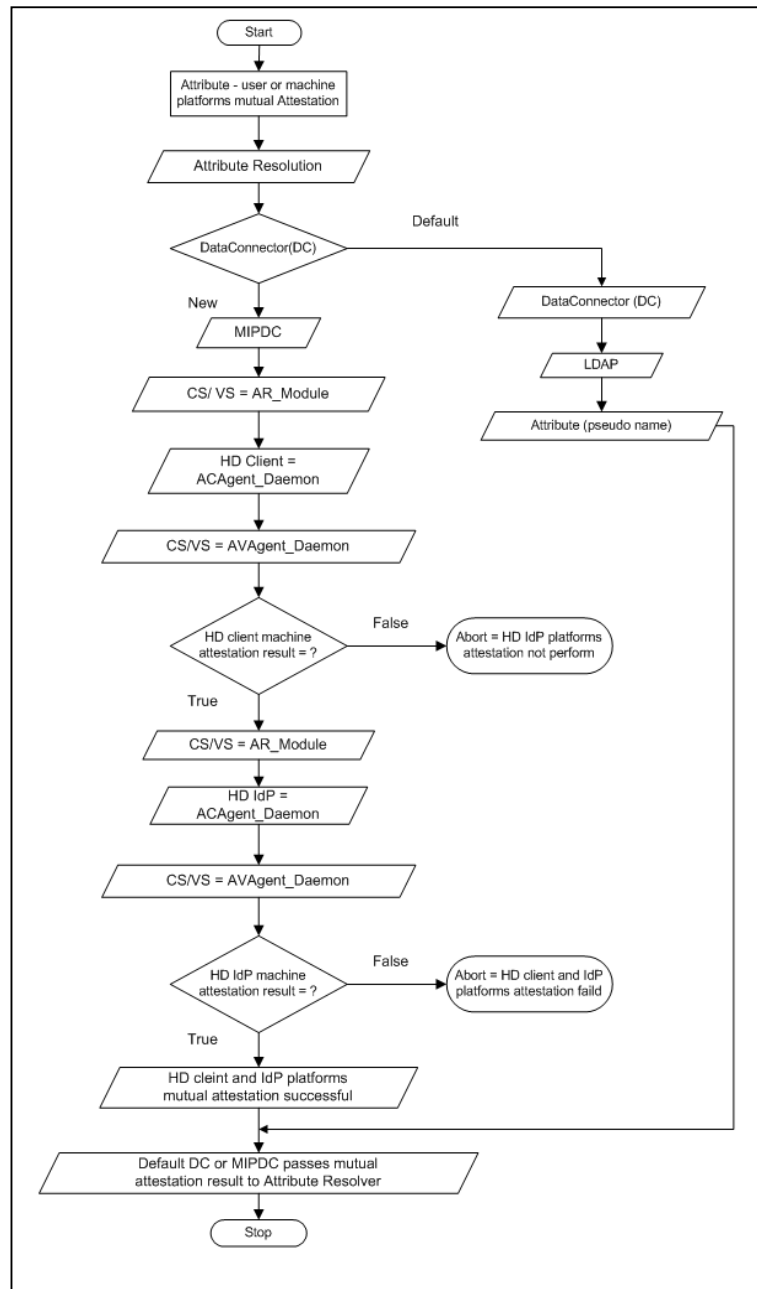 Start
Attribute - user or machine
platforms mutual Attestation
Attribute Resolution
Default
DataConnector(DC)
New
DataConnector (DC)
MIPDC
LDAP
CS/ VS = AR_Module
Attribute (pseudo name)
HD Client =
ACAgent_Daemon
CS/VS = AVAgent_Daemon
HD client machine
attestation result = ?
False
Abort = HD IdP platforms
attestation not perform
True
CS/VS = AR_Module
HD IdP =
ACAgent_Daemon
CS/VS = AVAgent_Daemon
HD IdP machine
attestation result = ?
False
Abort = HD client and IdP
platforms attestation faild
True
HD cleint and IdP platforms
mutual attestation successful
Default DC or MIPDC passes mutual
attestation result to Attribute Resolver
Stop